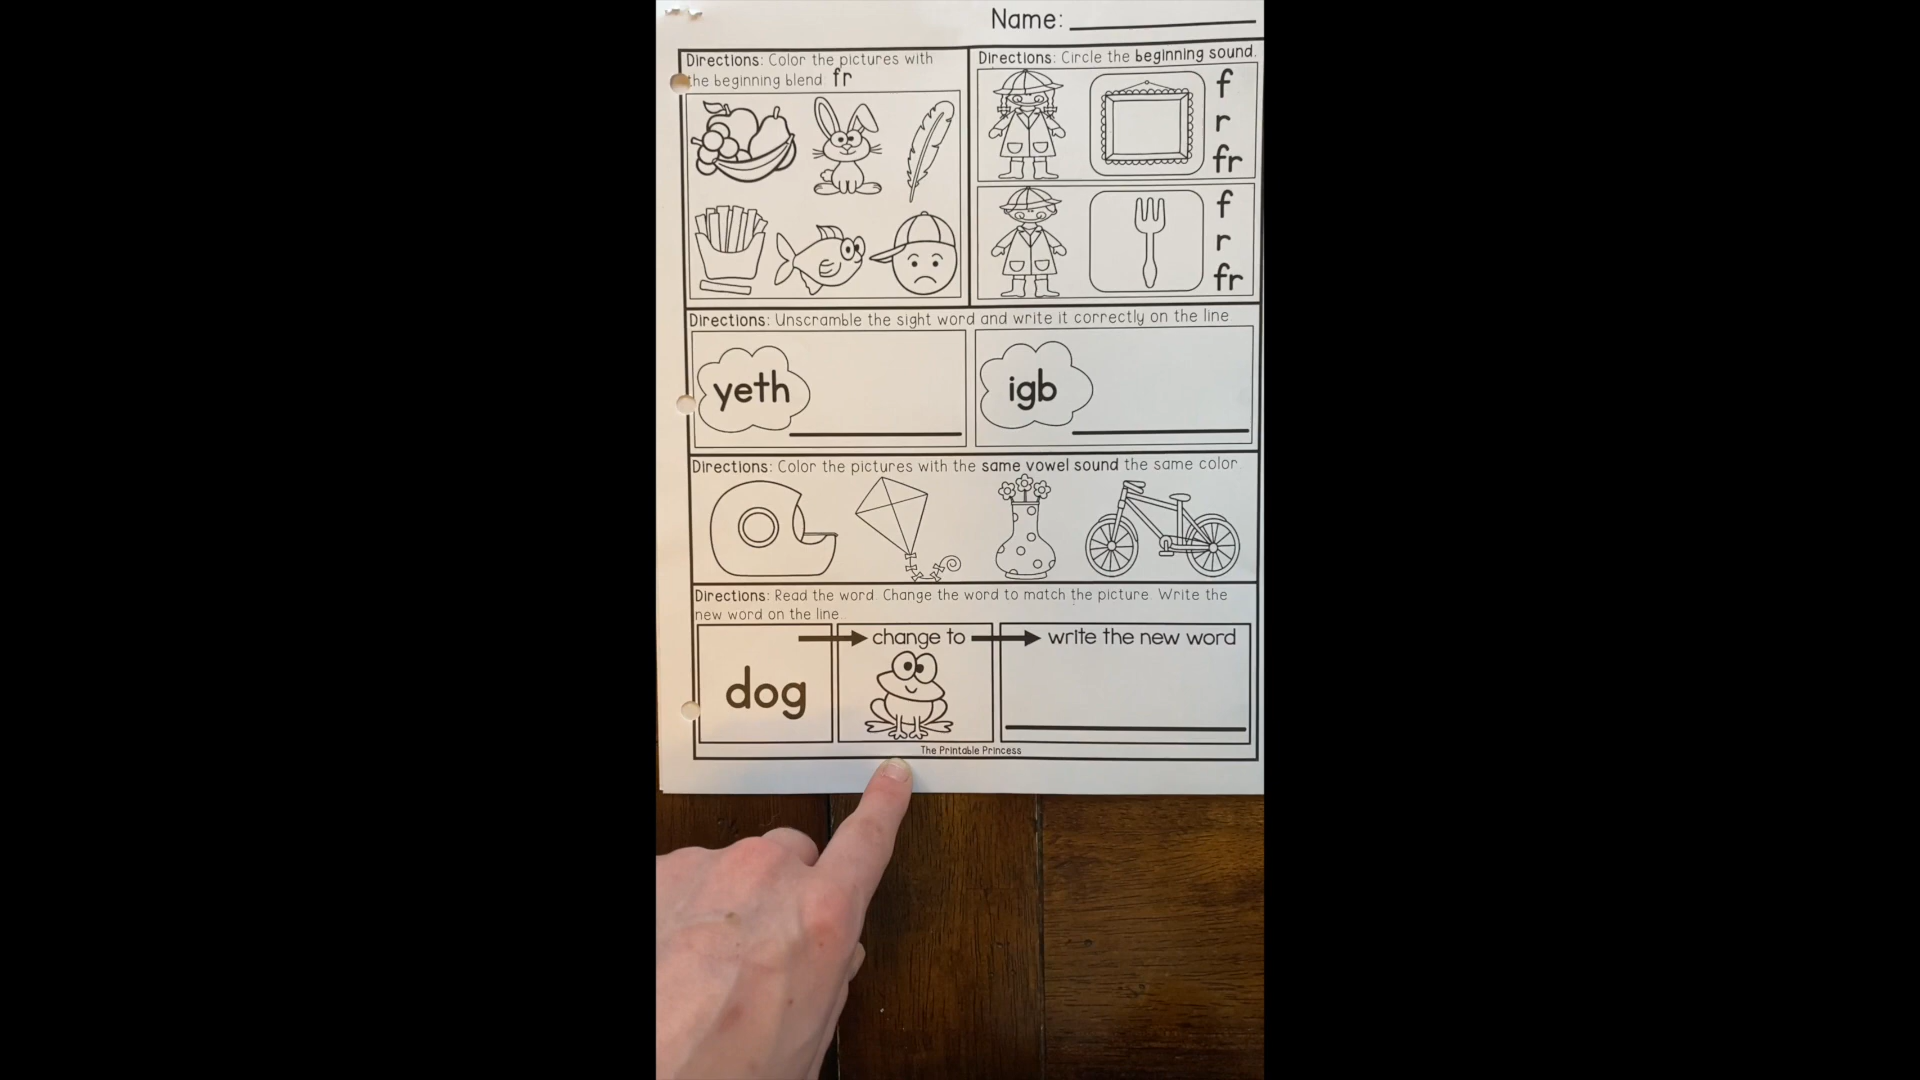 Name:
Directions: Color the pictures with
the beginning blend fr
Directions: Circle the beginning sound.
f
r
fr
f
r
fr
Directions: Unscramble the sight word and write it correctly on the line
yeth
igb
Directions: Color the pictures with the same vowel sound the same color.
Directions: Read the word. Change the word to match the picture. Write the
new word on the line.
change to
write the new word
dog
The Printable Princess